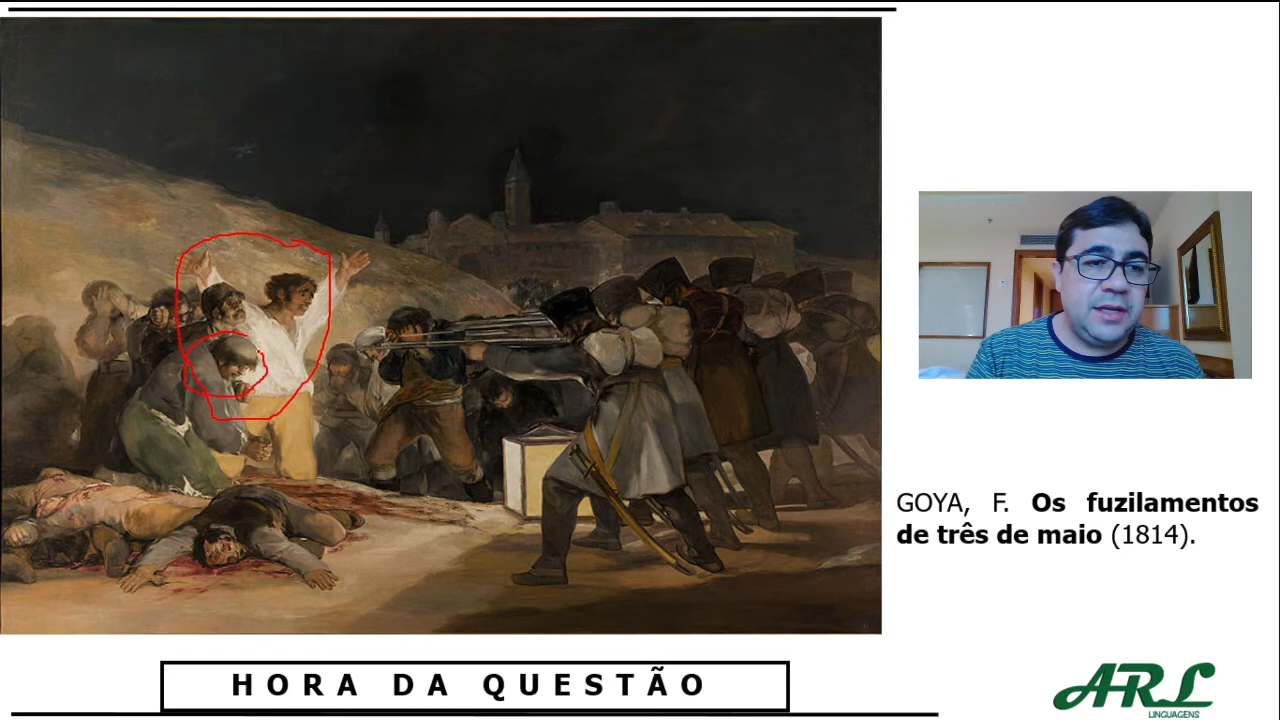 GOYA, F. Os fuzilamentos
de três de maio (1814).
HORA DA QUESTÃO
ARL
LINGUAGENS